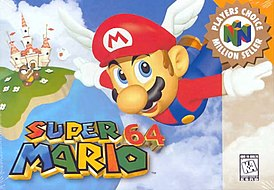 PLAYERS CHOICE
MILLION SELLER
N
M
SUPER
MARIO 64